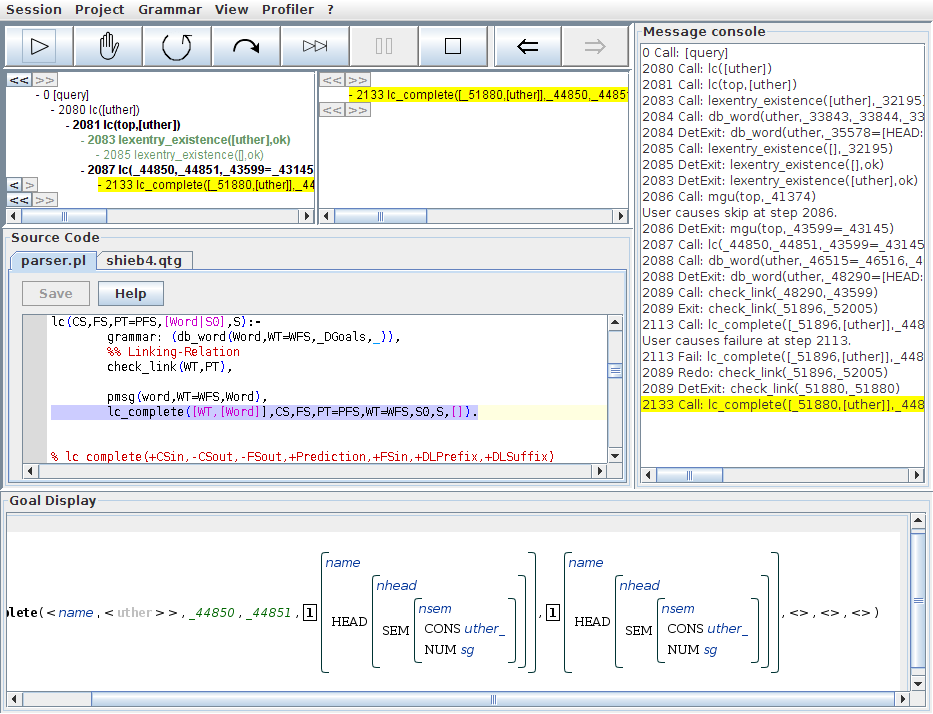 Session Project Grammar View Profiler ?
<< >>
- 0 [query]
- 2080 lc([uther])
- 2081 lc(top,[uther])
- 2083 lexentry_existence([uther],ok)
- 2085 lexentry_existence([],ok)
- 2087 lc(_44850,_44851,_43599=_43145
< > - 2133 lc_complete([_51880,[uther]],_44
<< >>
<< >>
- 2133 lc_complete([_51880,[uther]],_44850,_4485
<< >>
Message console
0 Call: [query]
2080 Call: lc([uther])
2081 Call: lc(top,[uther])
2083 Call: lexentry_existence([uther],_32195)
2084 Call: db_word(uther,_33843,_33844,_33
2084 DetExit: db_word(uther,_35578=[HEAD:
2085 Call: lexentry_existence([],_32195)
2085 DetExit: lexentry_existence([],ok)
2083 DetExit: lexentry_existence([uther],ok)
2086 Call: mgu(top,_41374)
User causes skip at step 2086.
2086 DetExit: mgu(top,_43599=_43145)
2087 Call: lc(_44850,_44851,_43599=_43145
2088 Call: db_word(uther,_46515=_46516,_4
2088 DetExit: db_word(uther,_48290=[HEAD:
2089 Call: check_link(_48290,_43599)
2089 Exit: check_link(_51896,_52005)
2113 Call: lc_complete([_51896,[uther]],_448
User causes failure at step 2113.
2113 Fail: lc_complete([_51896,[uther]],_448
2089 Redo: check_link(_51896,_52005)
2089 DetExit: check_link(_51880,_51880)
2133 Call: lc_complete([_51880,[uther]],_448
Source Code
parser.pl shieb4.qtg
Save Help
lc(CS,FS,PT=PFS,[Word|S0],S):-
grammar: (db_word(Word,WT=WFS,_DGoals,_)),
%% Linking-Relation
check_link(WT,PT),
pmsg(word,WT=WFS,Word),
lc_complete([WT,[Word]],CS,FS,PT=PFS,WT=WFS,S0,S,[]).
% lc_complete(+CSin,-CSout,-FSout,+Prediction,+FSin,+DLPrefix,+DLSuffix)
Goal Display
plete(<name,<uther>>,_44850,_44851, 1 name HEAD nhead SEM nsem CONS uther_ NUM sg , 1 name HEAD nhead SEM nsem CONS uther_ NUM sg ,<>,<>,<>)